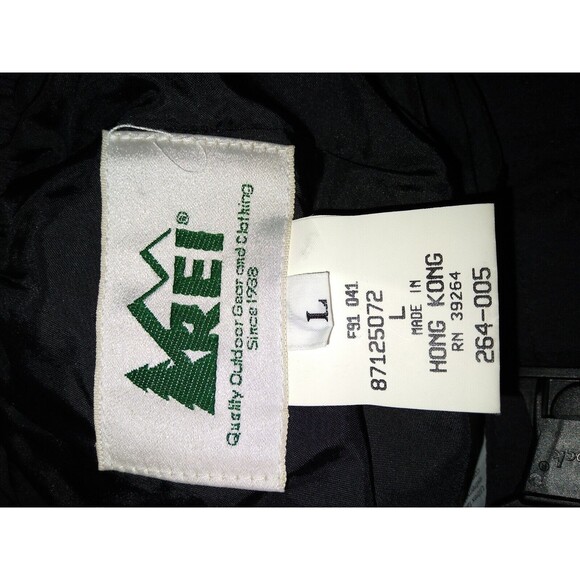 REI®
Quality Outdoor Gear and Clothing
Since 1938
L
F91 041
87125072
L
MADE IN
HONG KONG
RN 39264
264-005